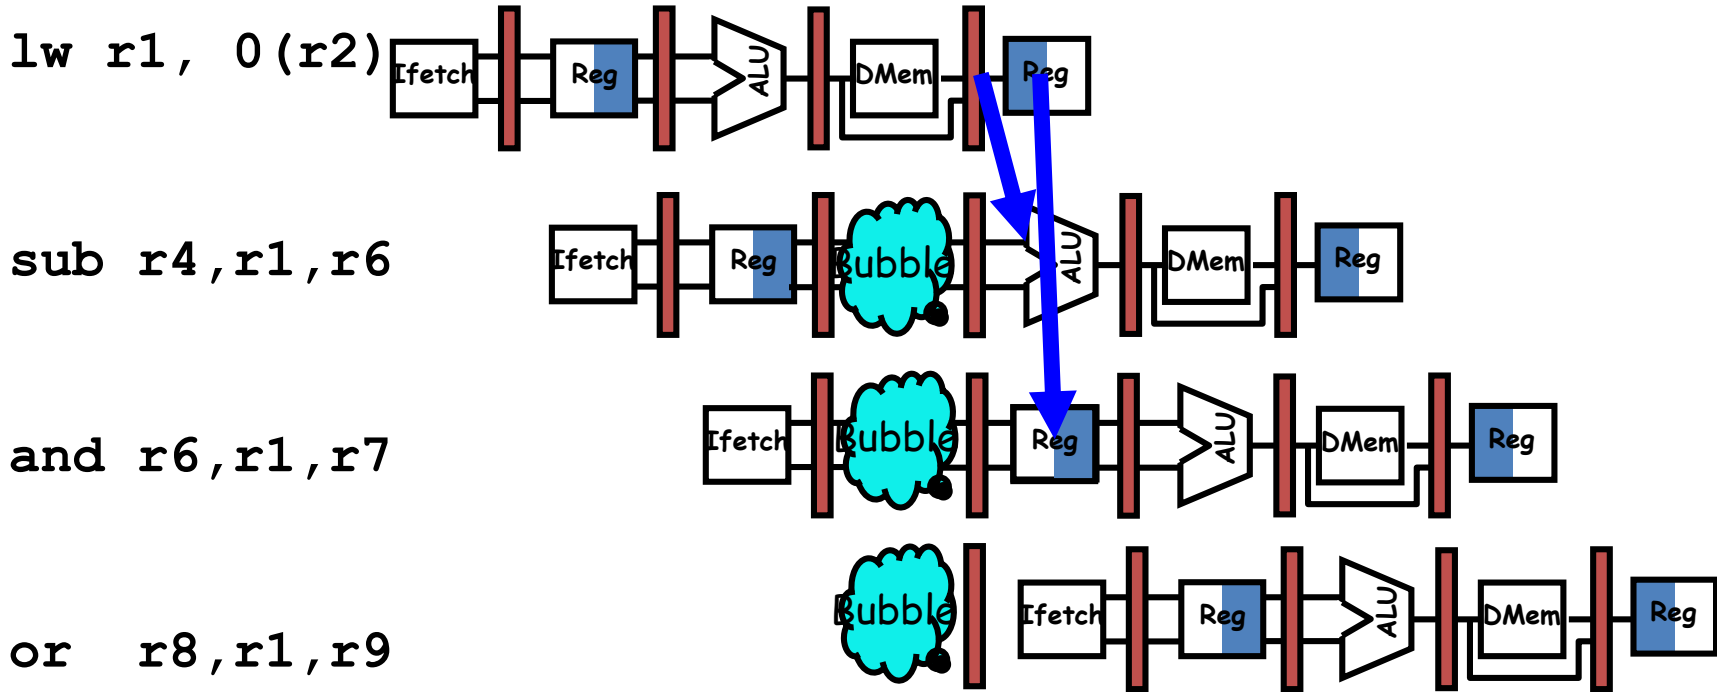 lw r1, 0(r2) Ifetch Reg ALU DMem Reg
sub r4,r1,r6 Ifetch Reg Bubble ALU DMem Reg
and r6,r1,r7 Ifetch Bubble Reg ALU DMem Reg
or r8,r1,r9 Bubble Ifetch Reg ALU DMem Reg